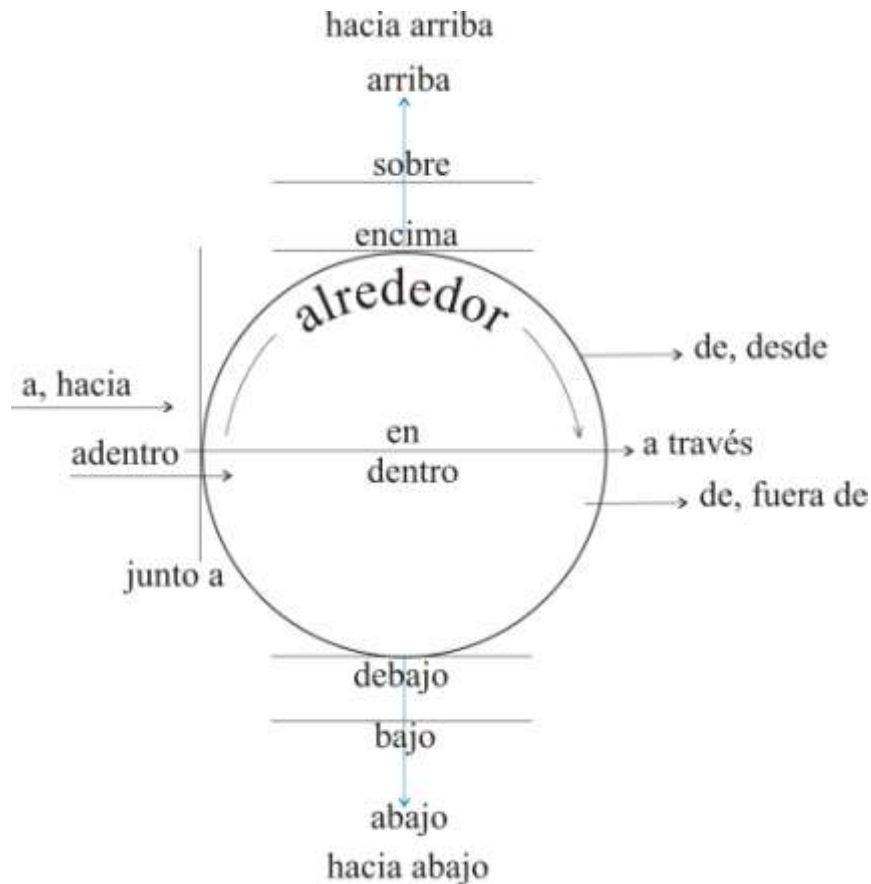 hacia arriba
arriba
sobre
encima
alrededor
de, desde
a, hacia
en
a través
adentro
dentro
de, fuera de
junto a
debajo
bajo
abajo
hacia abajo